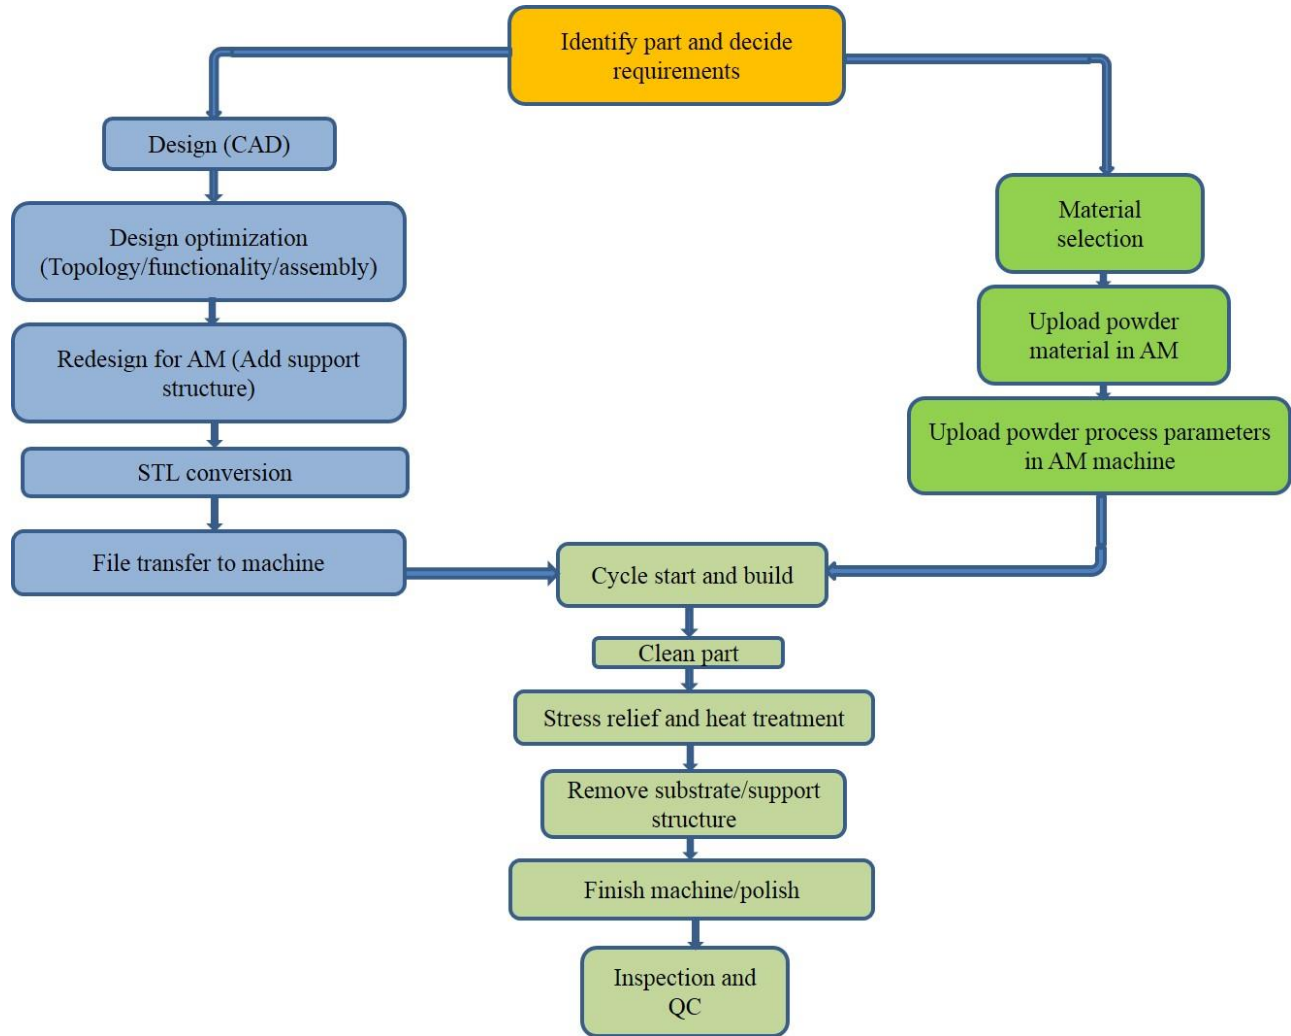 Identify part and decide
requirements
Design (CAD)
Design optimization
(Topology/functionality/assembly)
Redesign for AM (Add support
structure)
STL conversion
File transfer to machine
Material
selection
Upload powder
material in AM
Upload powder process parameters
in AM machine
Cycle start and build
Clean part
Stress relief and heat treatment
Remove substrate/support
structure
Finish machine/polish
Inspection and
QC